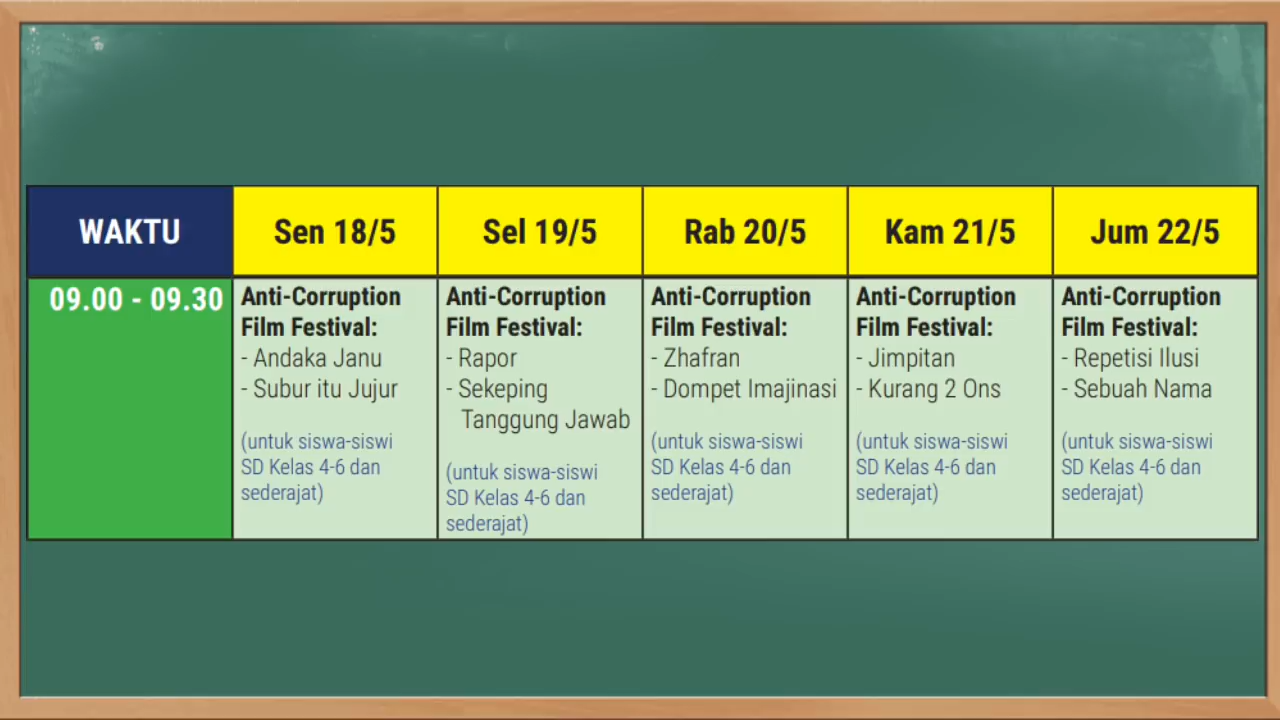 WAKTU
Sen 18/5
Sel 19/5
Rab 20/5
Kam 21/5
Jum 22/5
09.00 - 09.30
Anti-Corruption
Film Festival:
- Andaka Janu
- Subur itu Jujur
(untuk siswa-siswi
SD Kelas 4-6 dan
sederajat)
Anti-Corruption
Film Festival:
- Rapor
- Sekeping
Tanggung Jawab
(untuk siswa-siswi
SD Kelas 4-6 dan
sederajat)
Anti-Corruption
Film Festival:
- Zhafran
- Dompet Imajinasi
(untuk siswa-siswi
SD Kelas 4-6 dan
sederajat)
Anti-Corruption
Film Festival:
- Jimpitan
- Kurang 2 Ons
(untuk siswa-siswi
SD Kelas 4-6 dan
sederajat)
Anti-Corruption
Film Festival:
- Repetisi Ilusi
- Sebuah Nama
(untuk siswa-siswi
SD Kelas 4-6 dan
sederajat)